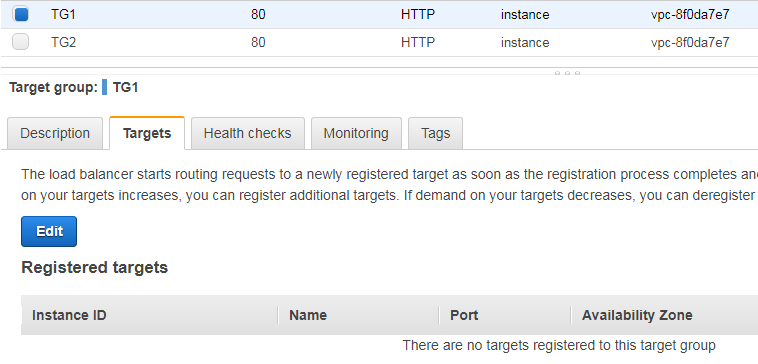 TG1 80 HTTP instance vpc-8f0da7e7
TG2 80 HTTP instance vpc-8f0da7e7
Target group: TG1
Description Targets Health checks Monitoring Tags
The load balancer starts routing requests to a newly registered target as soon as the registration process completes an
on your targets increases, you can register additional targets. If demand on your targets decreases, you can deregister
Edit
Registered targets
Instance ID Name Port Availability Zone
There are no targets registered to this target group